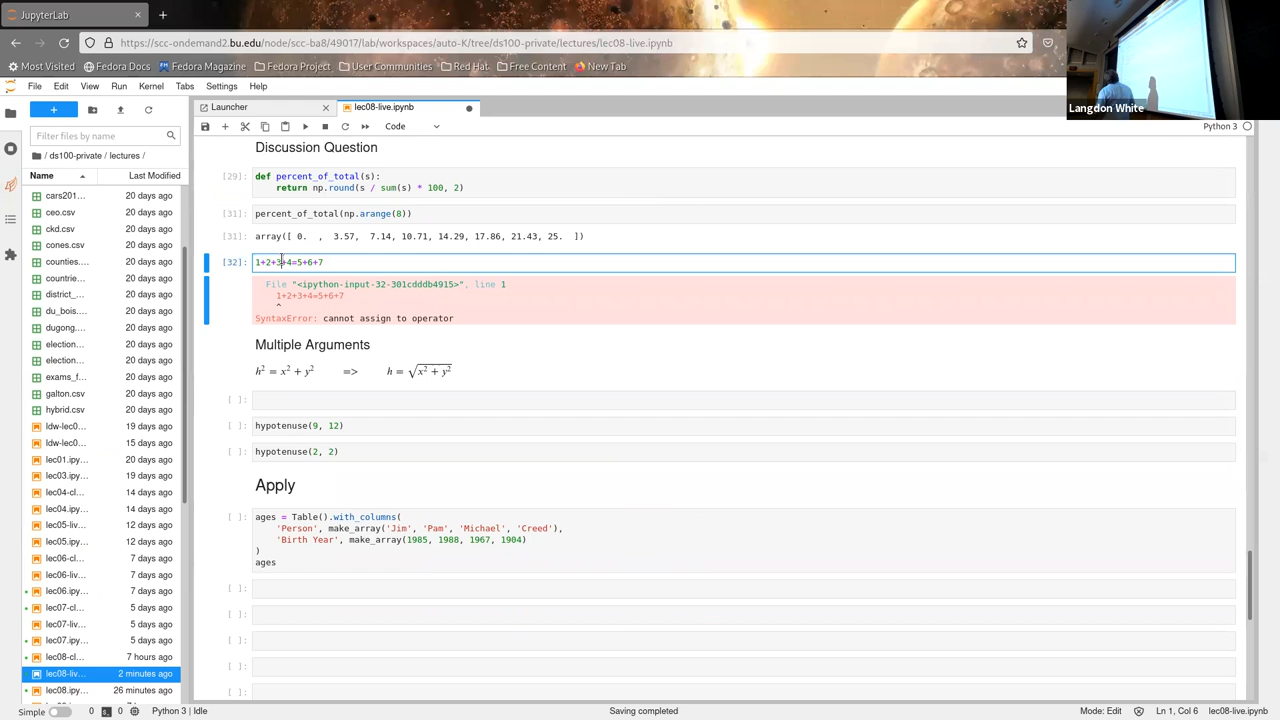 JupyterLab
https://scc-ondemand2.bu.edu/node/scc-ba8/49017/lab/workspaces/auto-K/tree/ds100-private/lectures/lec08-live.ipynb
Most Visited Fedora Docs Fedora Magazine Fedora Project User Communities Red Hat Free Content New Tab
Langdon White
File Edit View Run Kernel Tabs Settings Help
Launcher lec08-live.ipynb
Filter files by name
Code
Python 3
/ ds100-private / lectures /
Name Last Modified
cars201... 20 days ago
ceo.csv 20 days ago
ckd.csv 20 days ago
cones.csv 20 days ago
counties.... 20 days ago
countrie... 20 days ago
district_... 20 days ago
du_bois.... 20 days ago
dugong.... 20 days ago
election... 20 days ago
election... 20 days ago
exams_f... 20 days ago
galton.csv 20 days ago
hybrid.csv 20 days ago
ldw-lec0... 19 days ago
ldw-lec0... 15 days ago
lec01.ipy... 20 days ago
lec03.ipy... 19 days ago
lec04-cl... 14 days ago
lec04.ipy... 14 days ago
lec05-liv... 12 days ago
lec05.ipy... 12 days ago
lec06-cl... 7 days ago
lec06-liv... 7 days ago
lec06.ipy... 7 days ago
lec07-cl... 5 days ago
lec07-liv... 5 days ago
lec07.ipy... 5 days ago
lec08-cl... 7 hours ago
lec08-liv... 2 minutes ago
lec08.ipy... 26 minutes ago
Discussion Question
[29]: def percent_of_total(s):
return np.round(s / sum(s) * 100, 2)
[31]: percent_of_total(np.arange(8))
[31]: array([ 0. , 3.57, 7.14, 10.71, 14.29, 17.86, 21.43, 25. ])
[32]: 1+2+3+4=5+6+7
File "<ipython-input-32-301cdddb4915>", line 1
1+2+3+4=5+6+7
^
SyntaxError: cannot assign to operator
Multiple Arguments
h² = x² + y² => h = √(x² + y²)
[ ]:
[ ]: hypotenuse(9, 12)
[ ]: hypotenuse(2, 2)
Apply
[ ]: ages = Table().with_columns(
'Person', make_array('Jim', 'Pam', 'Michael', 'Creed'),
'Birth Year', make_array(1985, 1988, 1967, 1904)
)
ages
[ ]:
[ ]:
[ ]:
[ ]:
[ ]:
Simple 0 0 Python 3 | Idle Saving completed Mode: Edit Ln 1, Col 6 lec08-live.ipynb